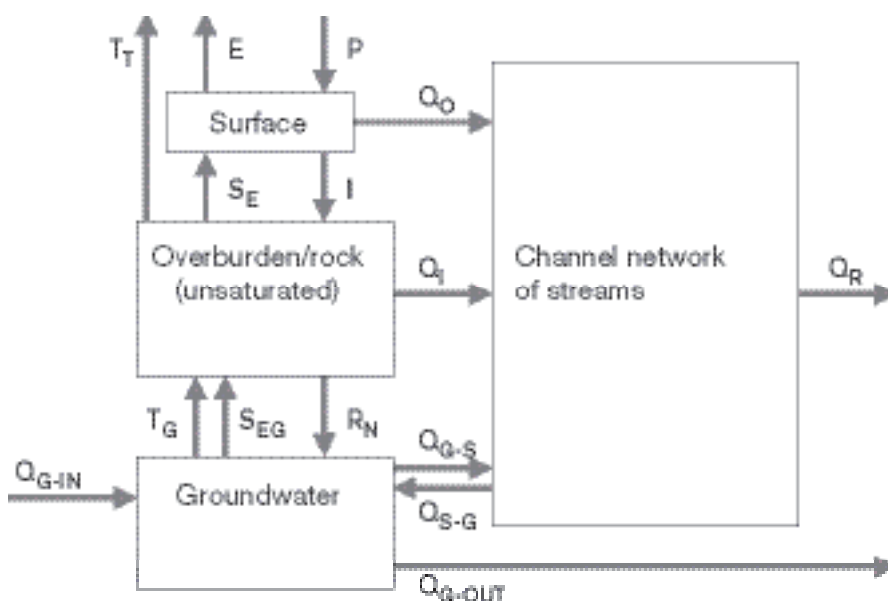 T_T
E
P
Q_O
Surface
S_E
I
Overburden/rock
(unsaturated)
Q_I
Channel network
of streams
Q_R
T_G
S_EG
R_N
Q_G-S
Q_G-IN
Groundwater
Q_S-G
Q_G-OUT